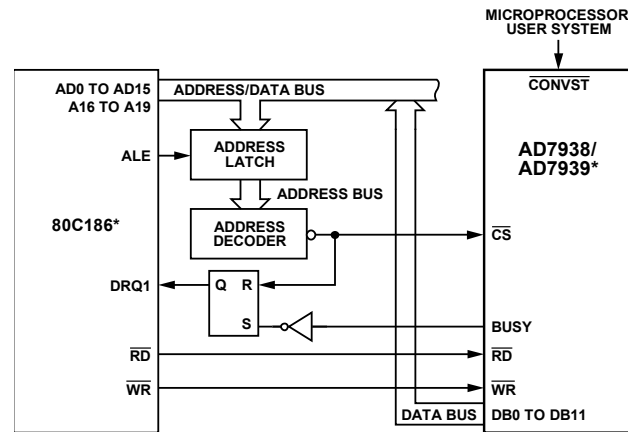 MICROPROCESSOR/
USER SYSTEM
AD0 TO AD15
A16 TO A19
ADDRESS/DATA BUS
CONVST
ALE
ADDRESS
LATCH
AD7938/
AD7939*
ADDRESS BUS
80C186*
ADDRESS
DECODER
CS
DRQ1
Q
R
S
BUSY
RD
RD
WR
WR
DATA BUS
DB0 TO DB11